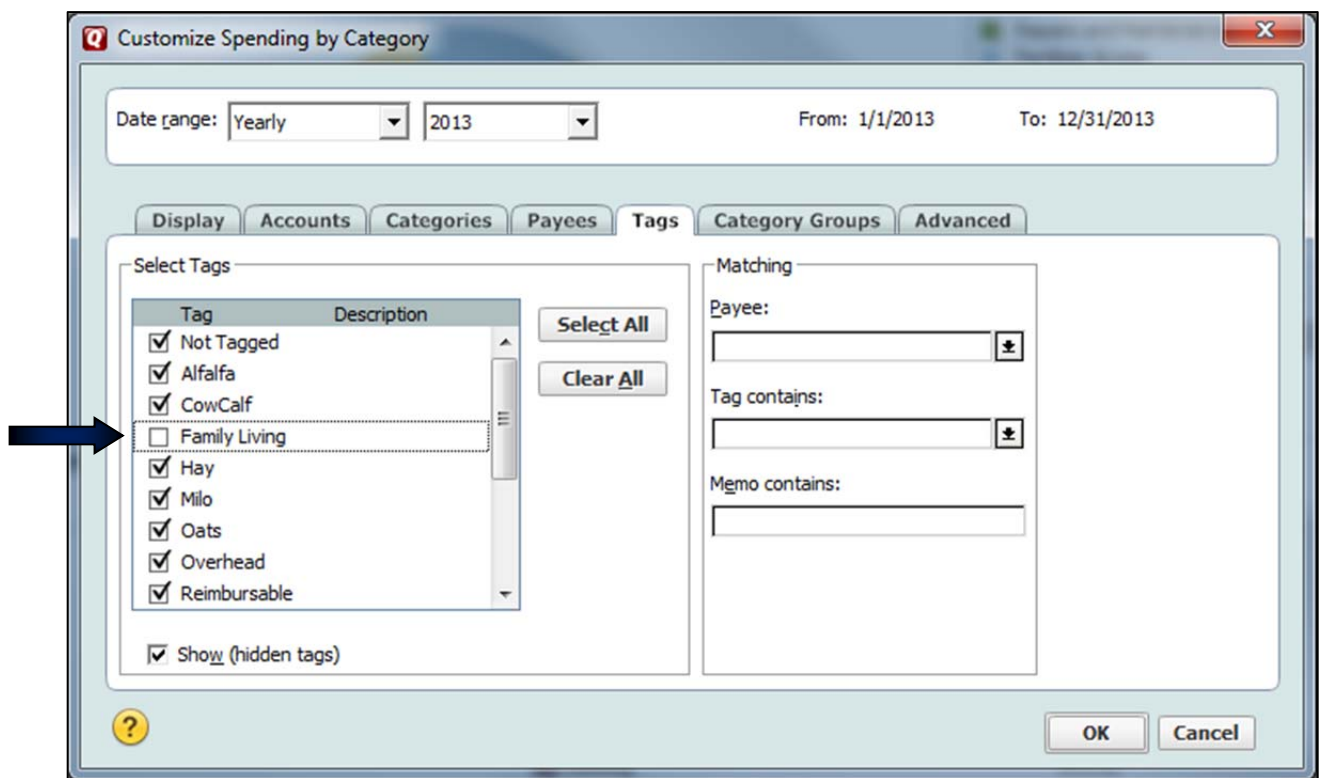 Customize Spending by Category
Date range: Yearly 2013 From: 1/1/2013 To: 12/31/2013
Display Accounts Categories Payees Tags Category Groups Advanced
Select Tags
Tag Description
Not Tagged
Alfalfa
CowCalf
Family Living
Hay
Milo
Oats
Overhead
Reimbursable
Select All
Clear All
Show (hidden tags)
Matching
Payee:
Tag contains:
Memo contains:
?
OK Cancel